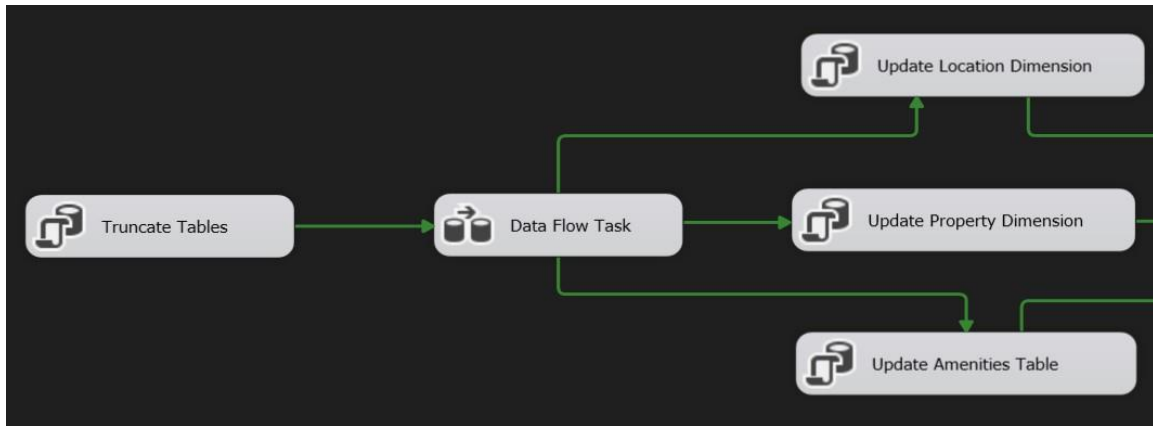 Update Location Dimension
Truncate Tables
Data Flow Task
Update Property Dimension
Update Amenities Table